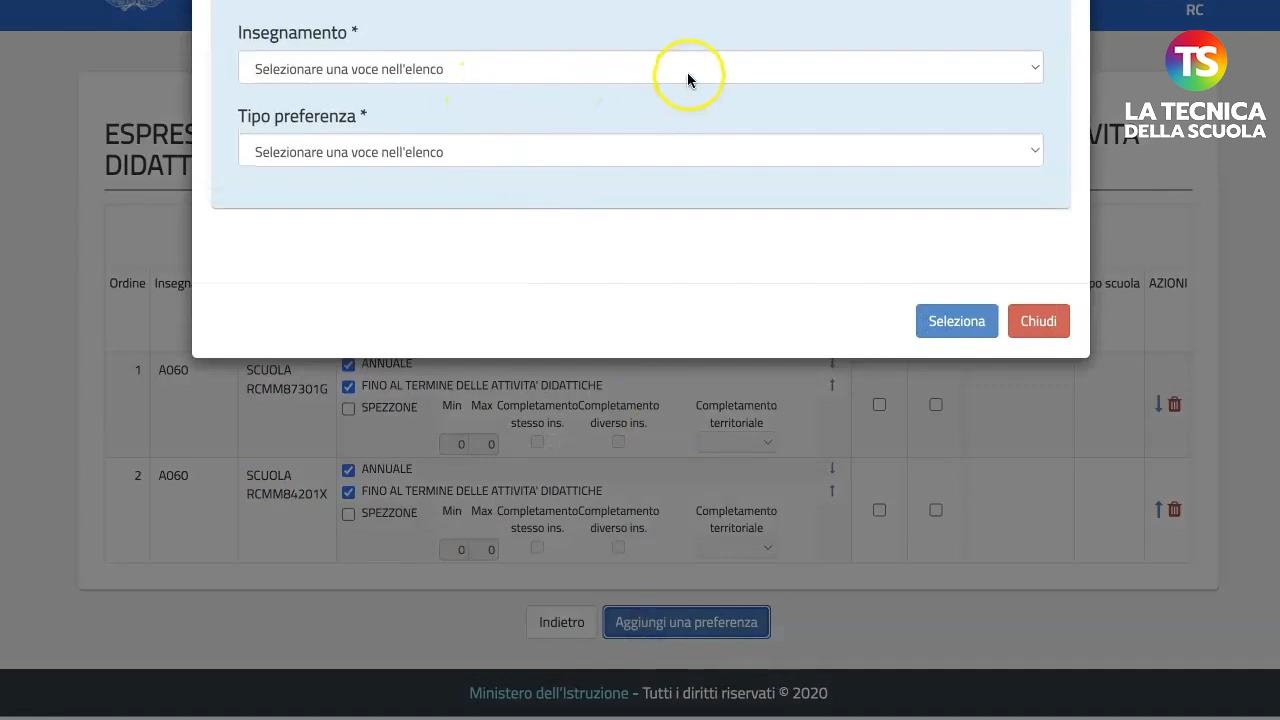 RC
Insegnamento *
Selezionare una voce nell'elenco
TS
LA TECNICA
DELLA SCUOLA
Tipo preferenza *
Selezionare una voce nell'elenco
ESPRES
DIDATT
Seleziona
Chiudi
Ordine Insegn po scuola AZIONI
1 A060 SCUOLA RCMM87301G
ANNUALE
FINO AL TERMINE DELLE ATTIVITA' DIDATTICHE
SPEZZONE Min Max Completamento stesso ins. Completamento diverso ins. Completamento territoriale
0 0
2 A060 SCUOLA RCMM84201X
ANNUALE
FINO AL TERMINE DELLE ATTIVITA' DIDATTICHE
SPEZZONE Min Max Completamento stesso ins. Completamento diverso ins. Completamento territoriale
0 0
Indietro Aggiungi una preferenza
Ministero dell'Istruzione - Tutti i diritti riservati © 2020